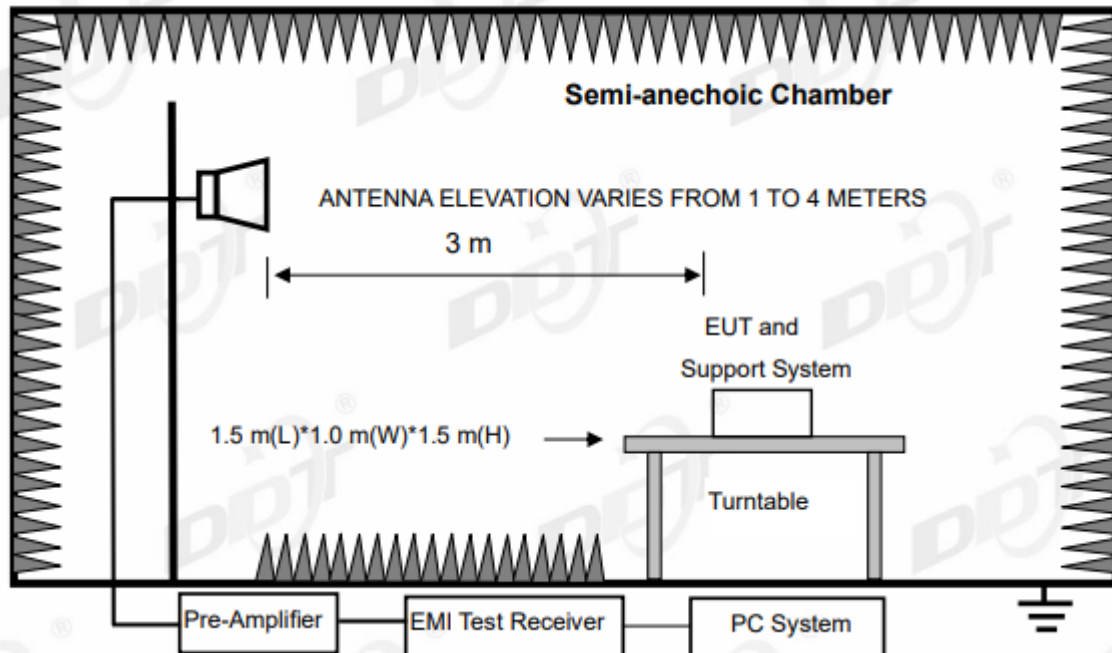 Semi-anechoic Chamber
ANTENNA ELEVATION VARIES FROM 1 TO 4 METERS
3 m
EUT and
Support System
1.5 m(L)*1.0 m(W)*1.5 m(H)
Turntable
Pre-Amplifier
EMI Test Receiver
PC System
DDT
®